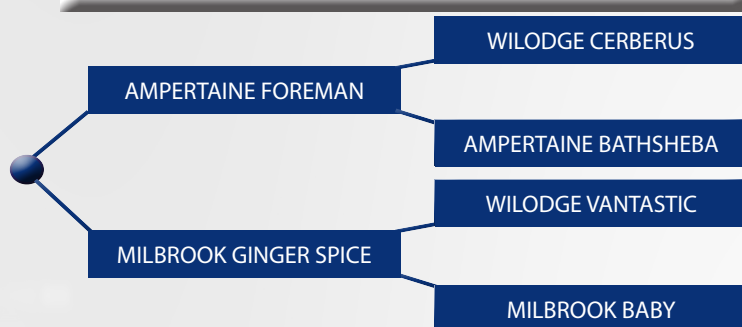 WILODGE CERBERUS
AMPERTAINE FOREMAN
AMPERTAINE BATHSHEBA
WILODGE VANTASTIC
MILBROOK GINGER SPICE
MILBROOK BABY